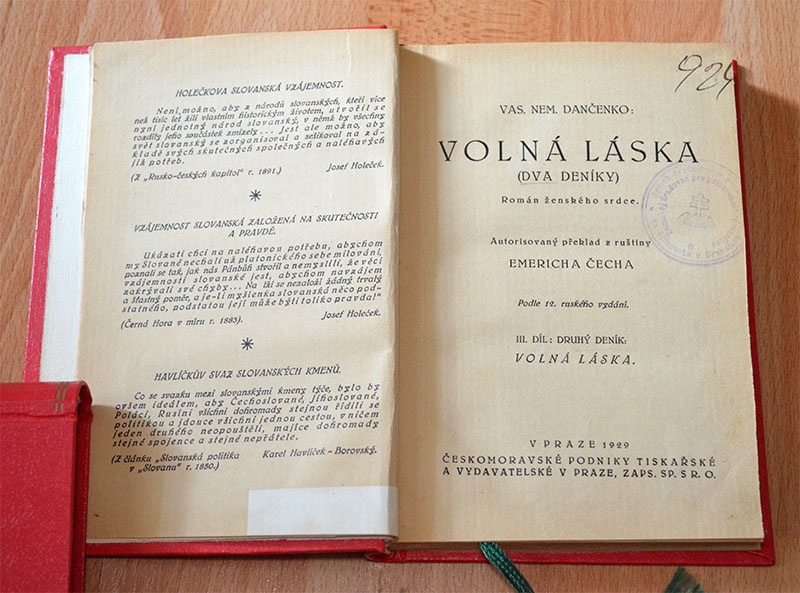 HOLEČKOVA SLOVANSKÁ VZÁJEMNOST.
Není možno, aby z národů slovanských, kteří více
než tisíc let žili vlastním historickým životem, utvořil se
nyní jednotný národ slovanský, v němž by všechny
rozdíly jeho součástek zmizely... Jest ale možno, aby
svět slovanský se zorganisoval a sešikoval na zá-
kladě svých skutečných společných a naléhavých
jich potřeb.
(Z „Rusko-českých kapitol" r. 1891.) Josef Holeček.
VZÁJEMNOST SLOVANSKÁ ZALOŽENÁ NA SKUTEČNOSTI
A PRAVDĚ.
Ukázati chci na naléhavou potřebu, abychom
my Slované nechali už platonického sebe milování,
poznali se tak, jak nás Pánbůh stvořil a nemyslili, že věcí
vzájemnosti slovanské jest, abychom navzájem
zakrývali své chyby... Na lži se nezaloží žádný trvalý
a šťastný poměr, a je-li myšlenka slovanská něco pod-
statného, podstatou její může býti toliko pravda!"
(Černá Hora v míru r. 1883). Josef Holeček.
HAVLÍČKŮV SVAZ SLOVANSKÝCH KMENŮ.
Co se svazku mezi slovanskými kmeny týče, bylo by
ovšem ideálem, aby Čechoslované, Jihoslované,
Poláci, Rusíni všichni dohromady stejnou řídili se
politikou a jdouce všichni jednou cestou, v ničem
jeden druhého neopouštěli, majíce dohromady
stejné spojence a stejné nepřátele.
(Z článku „Slovanská politika Karel Havlíček - Borovský.
v „Slovanu" r. 1850.)
924
VAS. NEM. DANČENKO:
VOLNÁ LÁSKA
(DVA DENÍKY)
Román ženského srdce.
Autorisovaný překlad z ruštiny
EMERICHA ČECHA
Podle 12. ruského vydání.
III. DÍL: DRUHÝ DENÍK:
VOLNÁ LÁSKA.
V PRAZE 1929
ČESKOMORAVSKÉ PODNIKY TISKAŘSKÉ
A VYDAVATELSKÉ V PRAZE, ZAPS. SP. S R. O.